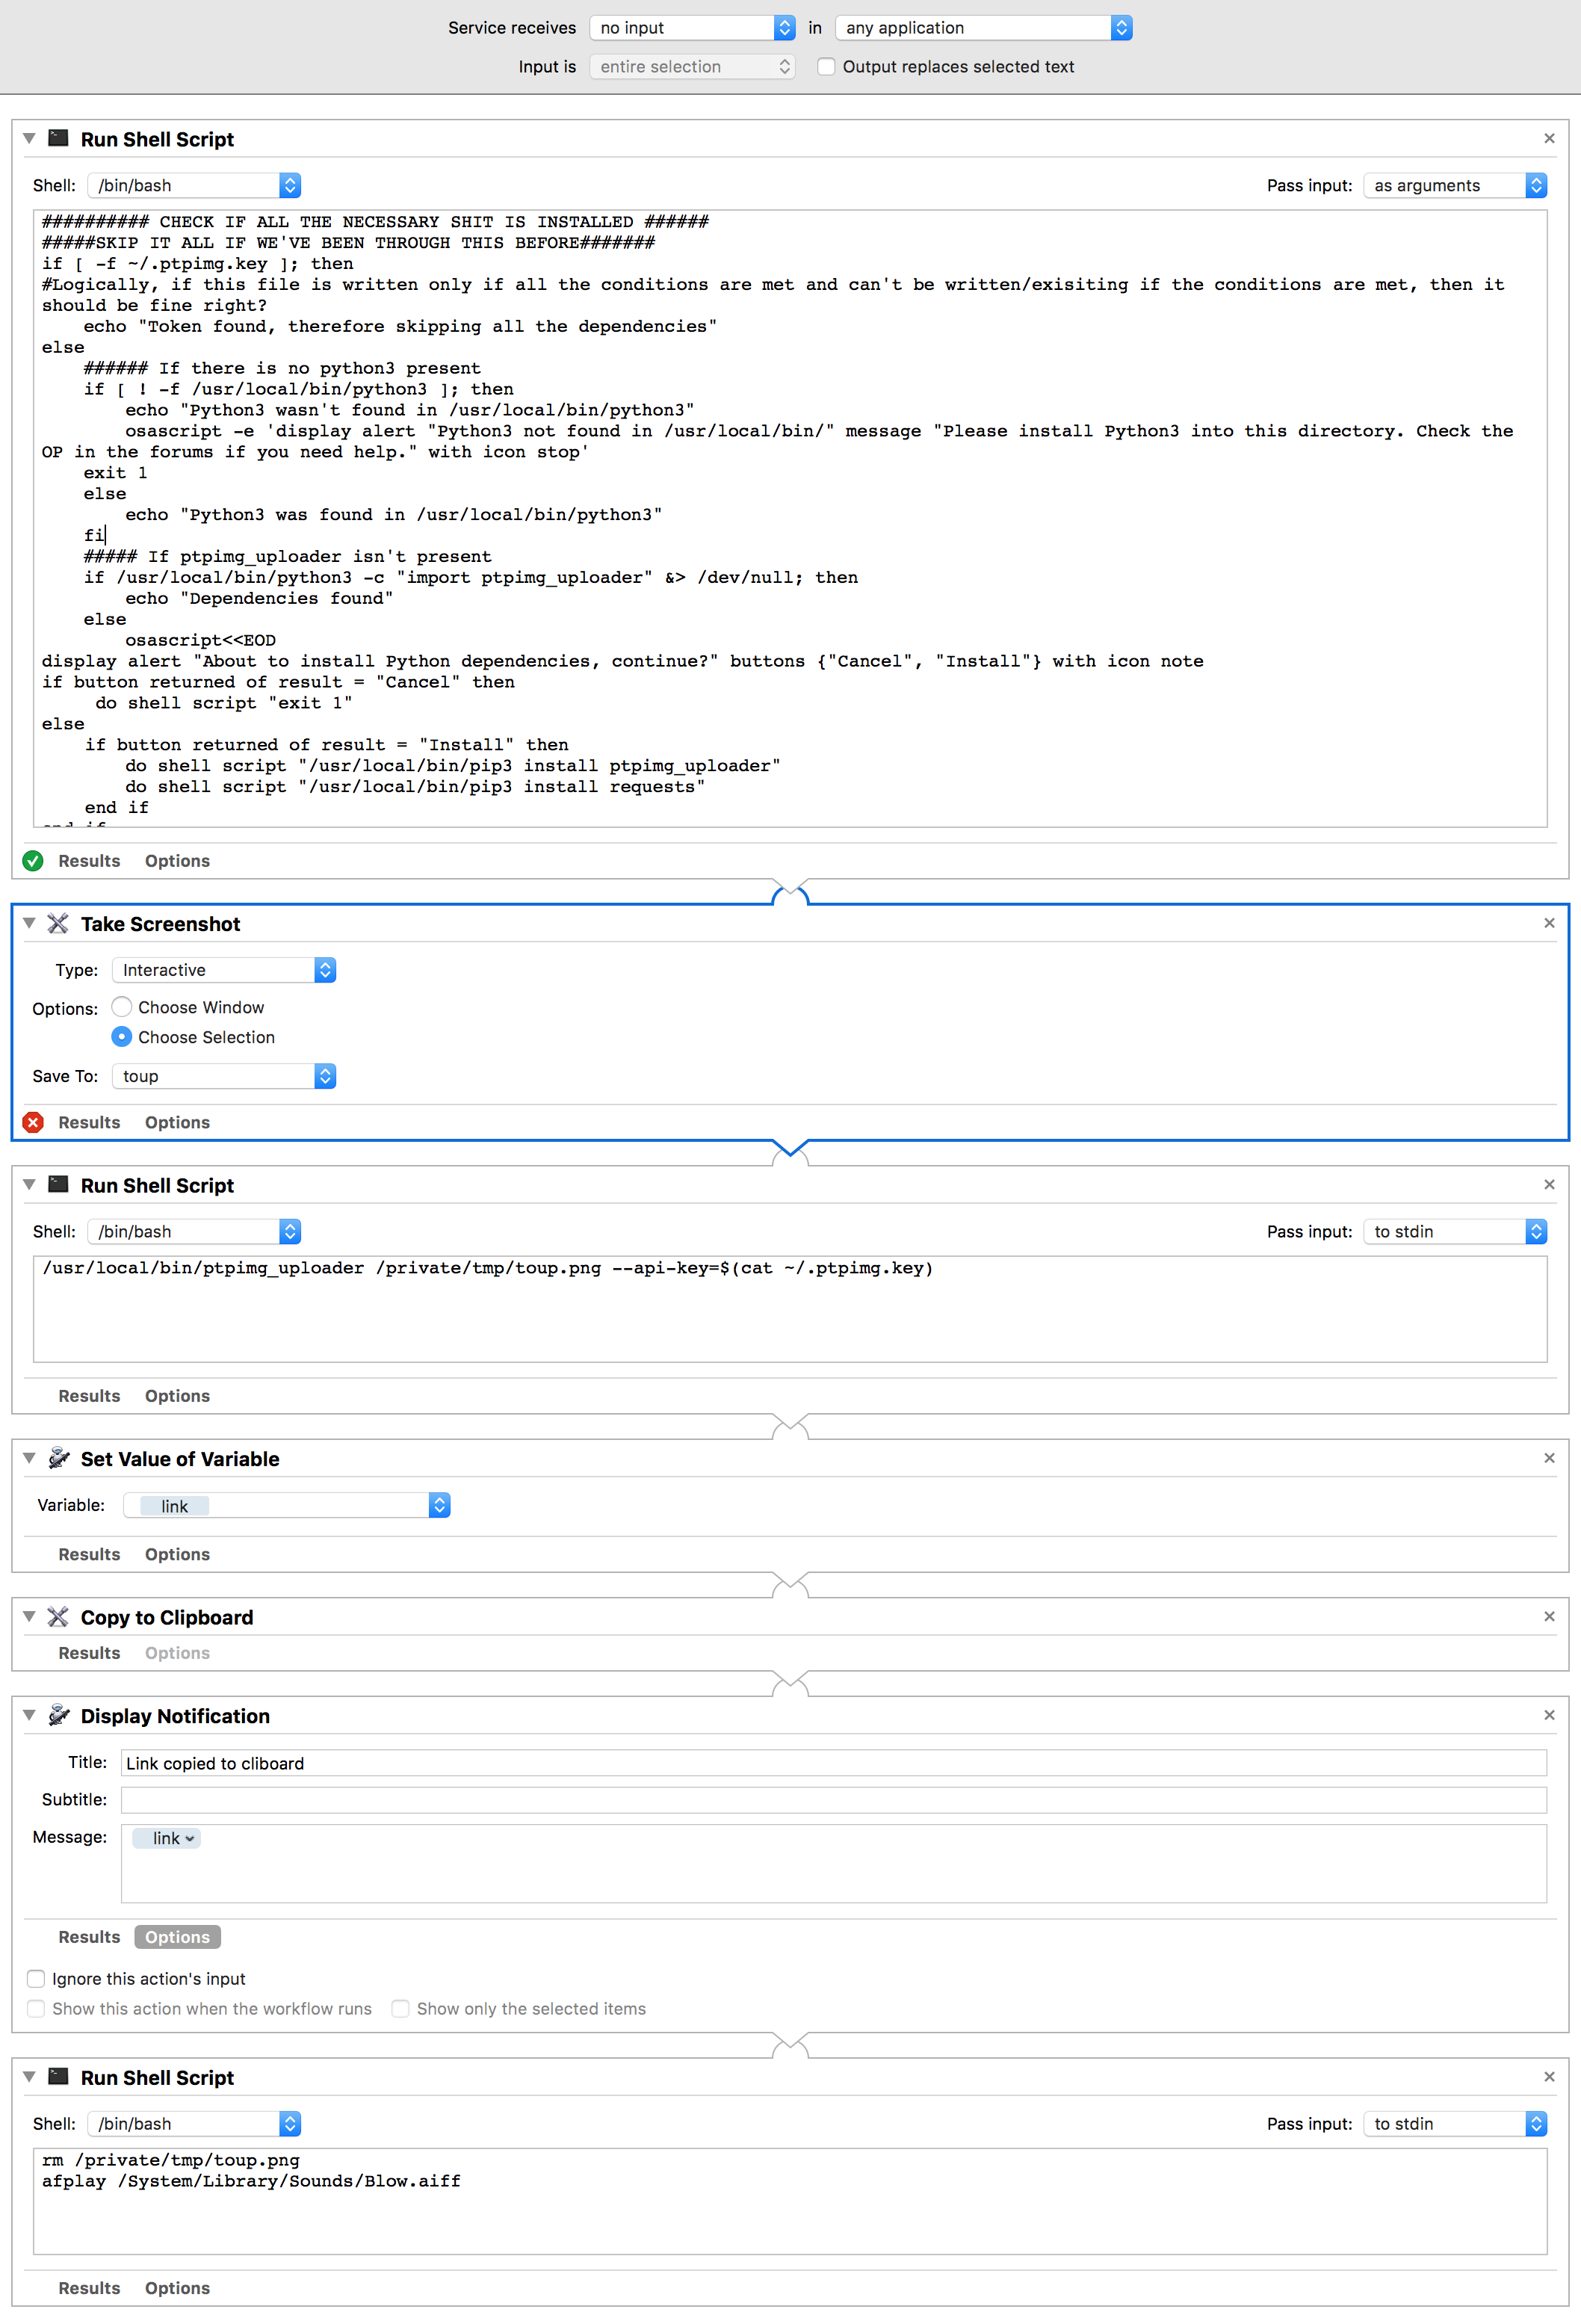 Service receives no input in any application
Input is entire selection Output replaces selected text
Run Shell Script
Shell: /bin/bash Pass input: as arguments
########## CHECK IF ALL THE NECESSARY SHIT IS INSTALLED ######
#####SKIP IT ALL IF WE'VE BEEN THROUGH THIS BEFORE#######
if [ -f ~/.ptpimg.key ]; then
#Logically, if this file is written only if all the conditions are met and can't be written/exisiting if the conditions are met, then it
should be fine right?
echo "Token found, therefore skipping all the dependencies"
else
###### If there is no python3 present
if [ ! -f /usr/local/bin/python3 ]; then
echo "Python3 wasn't found in /usr/local/bin/python3"
osascript -e 'display alert "Python3 not found in /usr/local/bin/" message "Please install Python3 into this directory. Check the
OP in the forums if you need help." with icon stop'
exit 1
else
echo "Python3 was found in /usr/local/bin/python3"
fi
##### If ptpimg_uploader isn't present
if /usr/local/bin/python3 -c "import ptpimg_uploader" &> /dev/null; then
echo "Dependencies found"
else
osascript<<EOD
display alert "About to install Python dependencies, continue?" buttons {"Cancel", "Install"} with icon note
if button returned of result = "Cancel" then
do shell script "exit 1"
else
if button returned of result = "Install" then
do shell script "/usr/local/bin/pip3 install ptpimg_uploader"
do shell script "/usr/local/bin/pip3 install requests"
end if
end if
Results Options
Take Screenshot
Type: Interactive
Options: Choose Window
Choose Selection
Save To: toup
Results Options
Run Shell Script
Shell: /bin/bash Pass input: to stdin
/usr/local/bin/ptpimg_uploader /private/tmp/toup.png --api-key=$(cat ~/.ptpimg.key)
Results Options
Set Value of Variable
Variable: link
Results Options
Copy to Clipboard
Results Options
Display Notification
Title: Link copied to cliboard
Subtitle:
Message: link
Results Options
Ignore this action's input
Show this action when the workflow runs Show only the selected items
Run Shell Script
Shell: /bin/bash Pass input: to stdin
rm /private/tmp/toup.png
afplay /System/Library/Sounds/Blow.aiff
Results Options